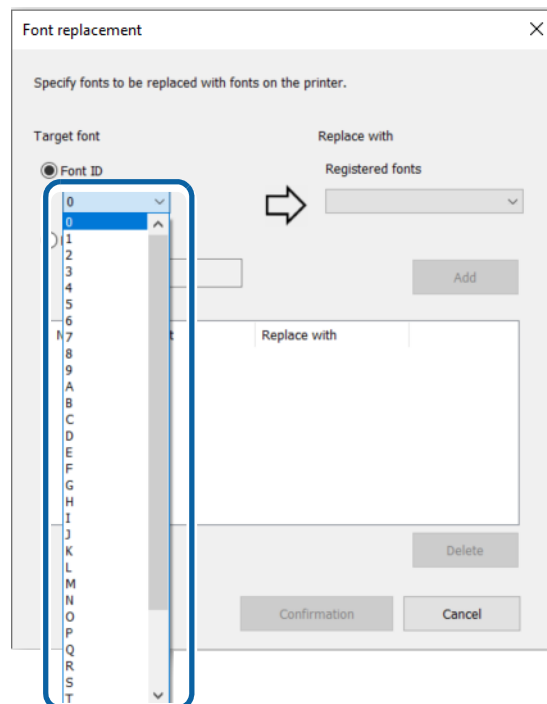 Font replacement
Specify fonts to be replaced with fonts on the printer.
Target font
Replace with
Font ID
Registered fonts
0
0
1
2
3
4
5
6
7
8
9
A
B
C
D
E
F
G
H
I
J
K
L
M
N
O
P
Q
R
S
T
Add
Replace with
Delete
Confirmation
Cancel